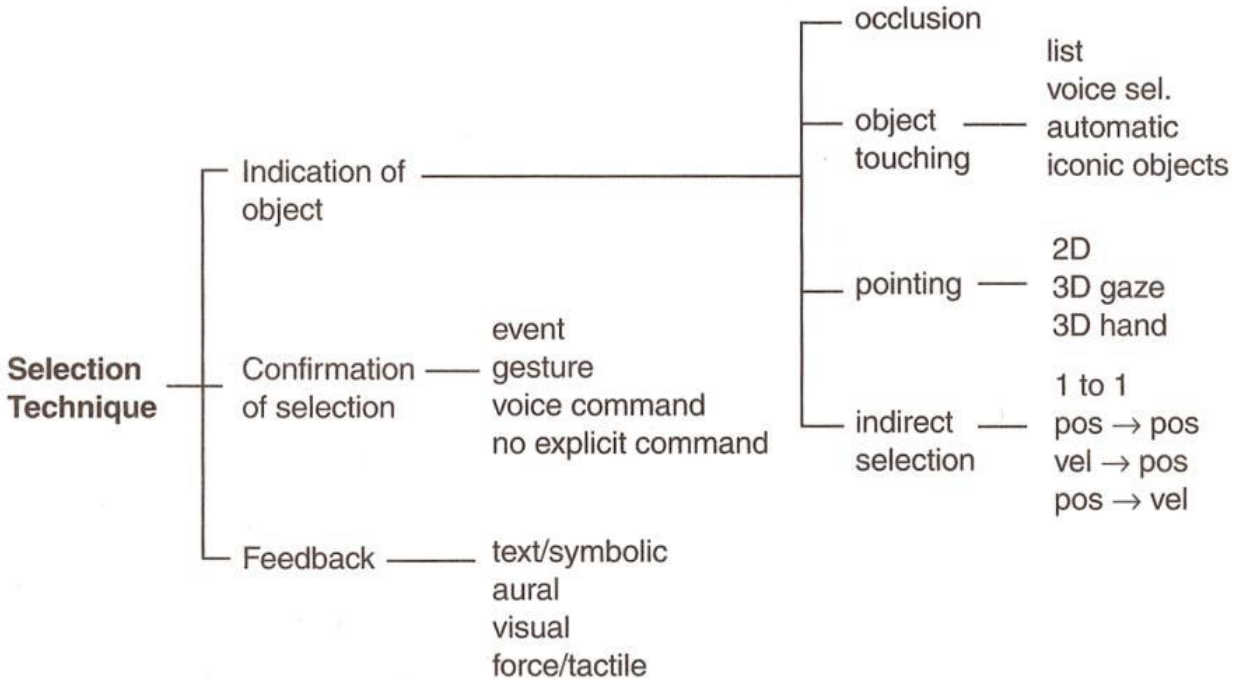 Selection
Technique
Indication of
object
occlusion
object
touching
list
voice sel.
automatic
iconic objects
pointing
2D
3D gaze
3D hand
indirect
selection
1 to 1
pos → pos
vel → pos
pos → vel
Confirmation
of selection
event
gesture
voice command
no explicit command
Feedback
text/symbolic
aural
visual
force/tactile